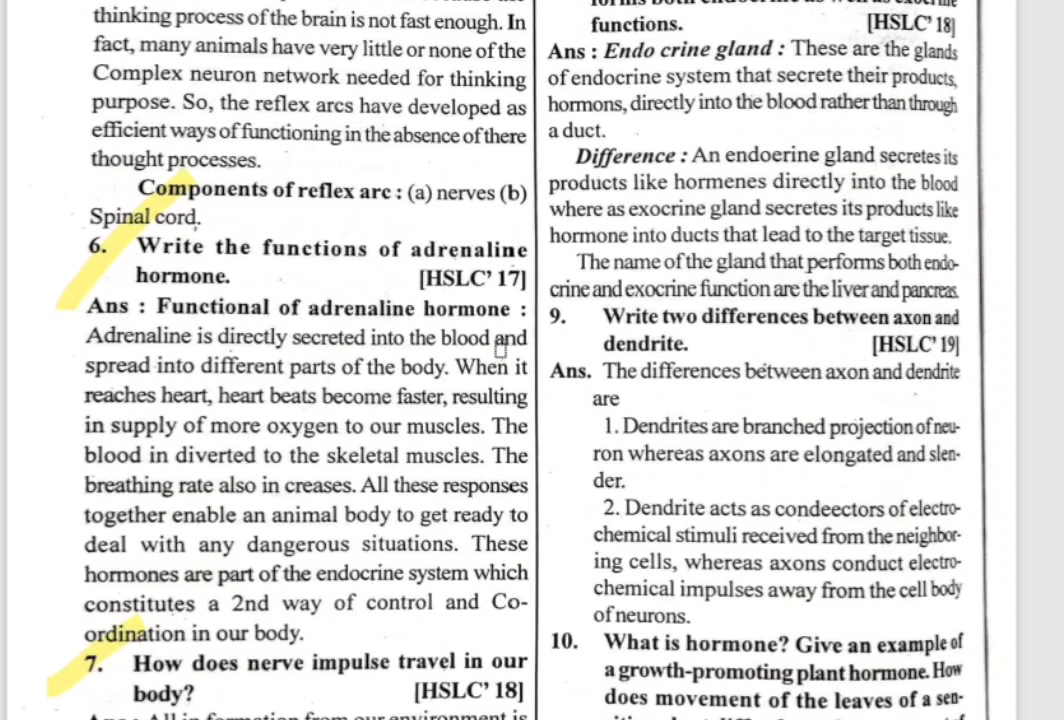 thinking process of the brain is not fast enough. In
fact, many animals have very little or none of the
Complex neuron network needed for thinking
purpose. So, the reflex arcs have developed as
efficient ways of functioning in the absence of there
thought processes.
Components of reflex arc : (a) nerves (b)
Spinal cord.
6. Write the functions of adrenaline
hormone. [HSLC' 17]
Ans : Functional of adrenaline hormone :
Adrenaline is directly secreted into the blood and
spread into different parts of the body. When it
reaches heart, heart beats become faster, resulting
in supply of more oxygen to our muscles. The
blood in diverted to the skeletal muscles. The
breathing rate also in creases. All these responses
together enable an animal body to get ready to
deal with any dangerous situations. These
hormones are part of the endocrine system which
constitutes a 2nd way of control and Co-
ordination in our body.
7. How does nerve impulse travel in our
body? [HSLC' 18]
functions. [HSLC' 18]
Ans : Endo crine gland : These are the glands
of endocrine system that secrete their products,
hormons, directly into the blood rather than through
a duct.
Difference : An endoerine gland secretes its
products like hormenes directly into the blood
where as exocrine gland secretes its products like
hormone into ducts that lead to the target tissue.
The name of the gland that performs both endo-
crine and exocrine function are the liver and pancreas.
9. Write two differences between axon and
dendrite. [HSLC' 19]
Ans. The differences between axon and dendrite
are
1. Dendrites are branched projection of neu-
ron whereas axons are elongated and slen-
der.
2. Dendrite acts as condeectors of electro-
chemical stimuli received from the neighbor-
ing cells, whereas axons conduct electro-
chemical impulses away from the cell body
of neurons.
10. What is hormone? Give an example of
a growth-promoting plant hormone. How
does movement of the leaves of a sen-